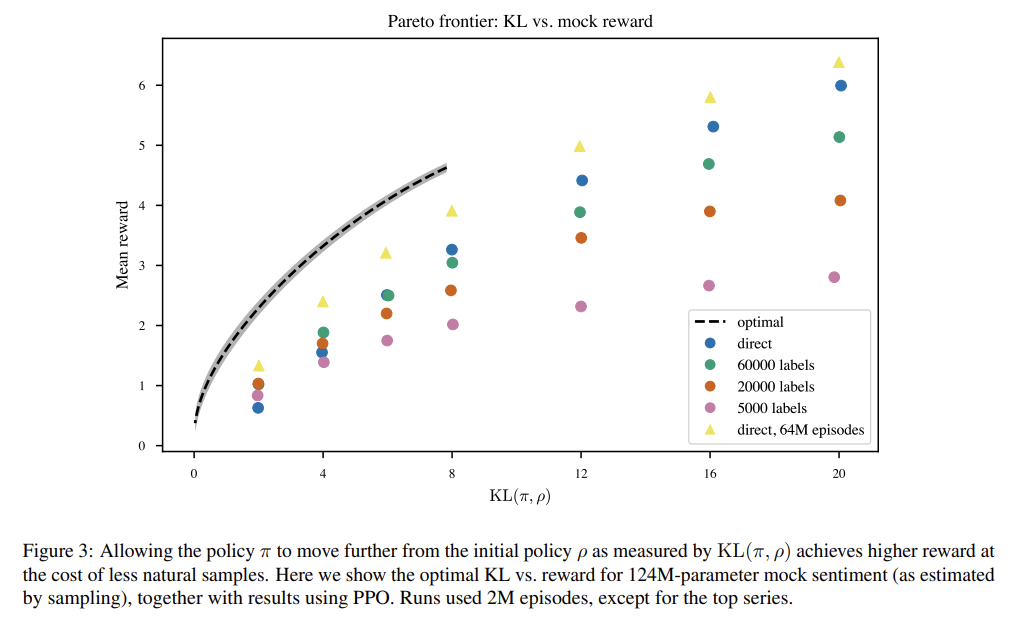 Pareto frontier: KL vs. mock reward
6
5
4
3
2
1
0
Mean reward
optimal
direct
60000 labels
20000 labels
5000 labels
direct, 64M episodes
0 4 8 12 16 20
KL(π, ρ)
Figure 3: Allowing the policy π to move further from the initial policy ρ as measured by KL(π, ρ) achieves higher reward at
the cost of less natural samples. Here we show the optimal KL vs. reward for 124M-parameter mock sentiment (as estimated
by sampling), together with results using PPO. Runs used 2M episodes, except for the top series.